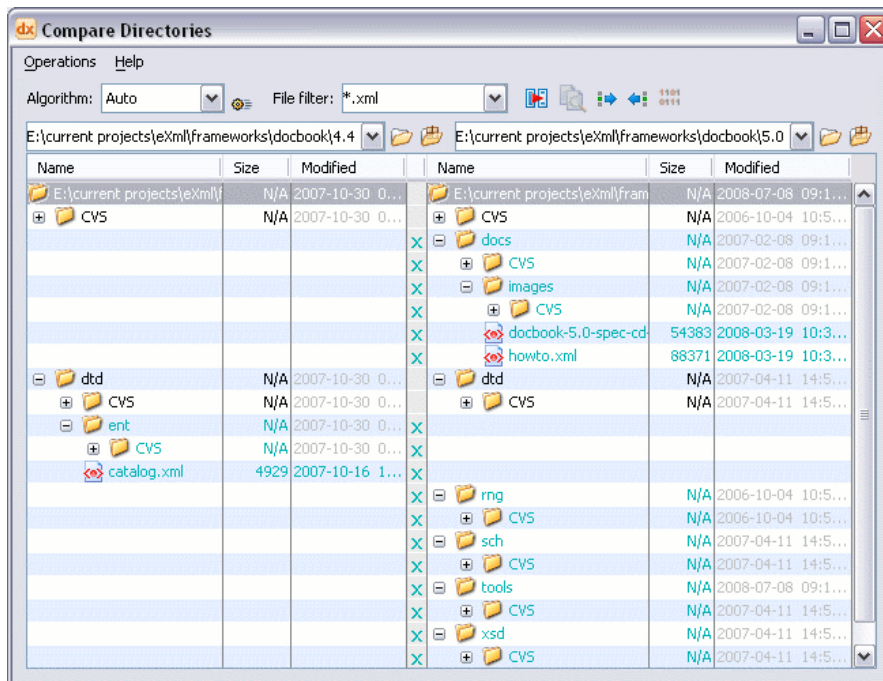 dx Compare Directories
Operations Help
Algorithm: Auto File filter: *.xml 1101 0111
E:\current projects\eXml\frameworks\docbook\4.4 E:\current projects\eXml\frameworks\docbook\5.0
Name Size Modified Name Size Modified
E:\current projects\eXml\f N/A 2007-10-30 0... E:\current projects\eXml\fram N/A 2008-07-08 09:1...
CVS N/A 2007-10-30 0... CVS N/A 2006-10-04 10:5...
X docs N/A 2007-02-08 09:1...
X CVS N/A 2007-02-08 09:1...
X images N/A 2007-02-08 09:1...
X CVS N/A 2007-02-08 09:1...
X docbook-5.0-spec-cd- 54383 2008-03-19 10:3...
X howto.xml 88371 2008-03-19 10:3...
dtd N/A 2007-10-30 0... dtd N/A 2007-04-11 14:5...
CVS N/A 2007-10-30 0... CVS N/A 2007-04-11 14:5...
ent N/A 2007-10-30 0... X
CVS N/A 2007-10-30 0... X
catalog.xml 4929 2007-10-16 1... X
X rng N/A 2006-10-04 10:5...
X CVS N/A 2006-10-04 10:5...
X sch N/A 2007-04-11 14:5...
X CVS N/A 2007-04-11 14:5...
X tools N/A 2008-07-08 09:1...
X CVS N/A 2007-04-11 14:5...
X xsd N/A 2007-04-11 14:5...
X CVS N/A 2007-04-11 14:5...